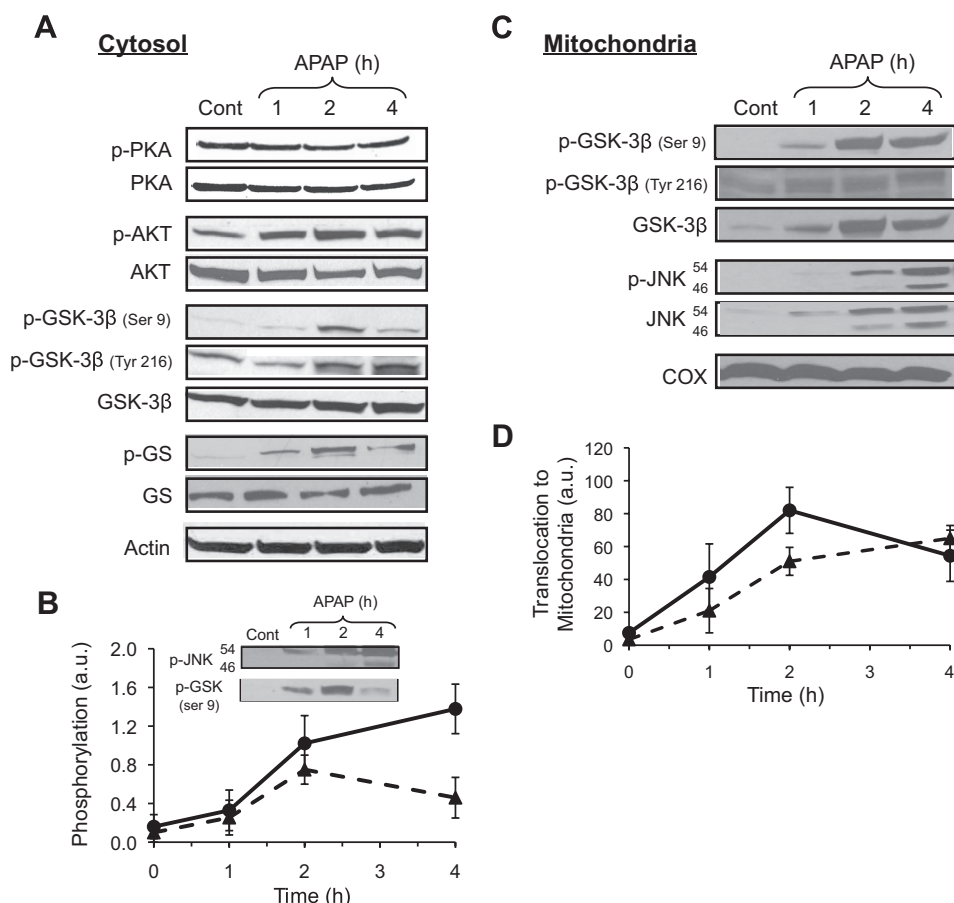 A
Cytosol
APAP (h)
Cont 1 2 4
p-PKA
PKA
p-AKT
AKT
p-GSK-3β (Ser 9)
p-GSK-3β (Tyr 216)
GSK-3β
p-GS
GS
Actin
B
APAP (h)
Cont 1 2 4
p-JNK 54
46
p-GSK
(ser 9)
Phosphorylation (a.u.)
2.0
1.6
1.2
0.8
0.4
0.0
0 1 2 3 4
Time (h)
C
Mitochondria
APAP (h)
Cont 1 2 4
p-GSK-3β (Ser 9)
p-GSK-3β (Tyr 216)
GSK-3β
p-JNK 54
46
JNK 54
46
COX
D
Translocation to
Mitochondria (a.u.)
120
100
80
60
40
20
0
0 1 2 3 4
Time (h)